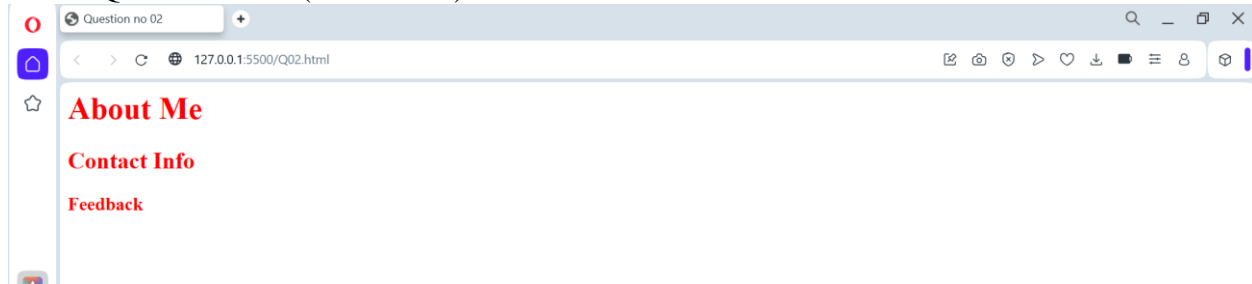 Question no 02
127.0.0.1:5500/Q02.html
About Me
Contact Info
Feedback